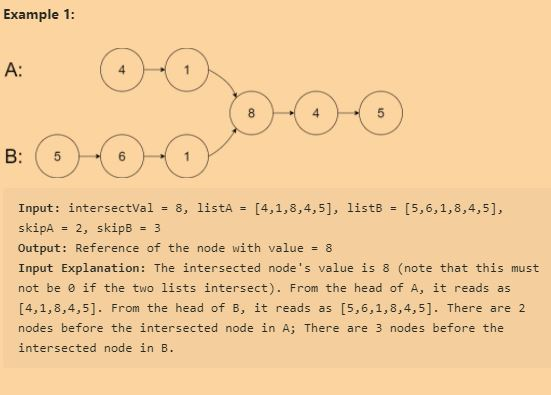 Example 1:
A: 4 1
8 4 5
B: 5 6 1
Input: intersectVal = 8, listA = [4,1,8,4,5], listB = [5,6,1,8,4,5],
skipA = 2, skipB = 3
Output: Reference of the node with value = 8
Input Explanation: The intersected node's value is 8 (note that this must
not be 0 if the two lists intersect). From the head of A, it reads as
[4,1,8,4,5]. From the head of B, it reads as [5,6,1,8,4,5]. There are 2
nodes before the intersected node in A; There are 3 nodes before the
intersected node in B.